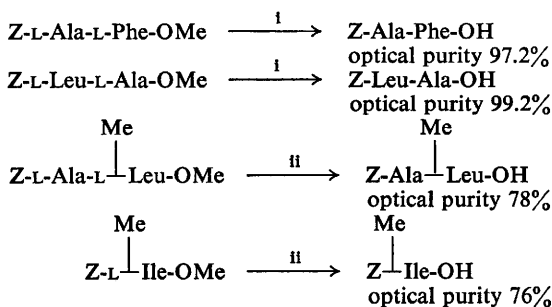 Z-L-Ala-L-Phe-OMe i Z-Ala-Phe-OH
optical purity 97.2%
Z-L-Leu-L-Ala-OMe i Z-Leu-Ala-OH
optical purity 99.2%
Me Me
Z-L-Ala-L Leu-OMe ii Z-Ala Leu-OH
optical purity 78%
Me Me
Z-L Ile-OMe ii Z Ile-OH
optical purity 76%